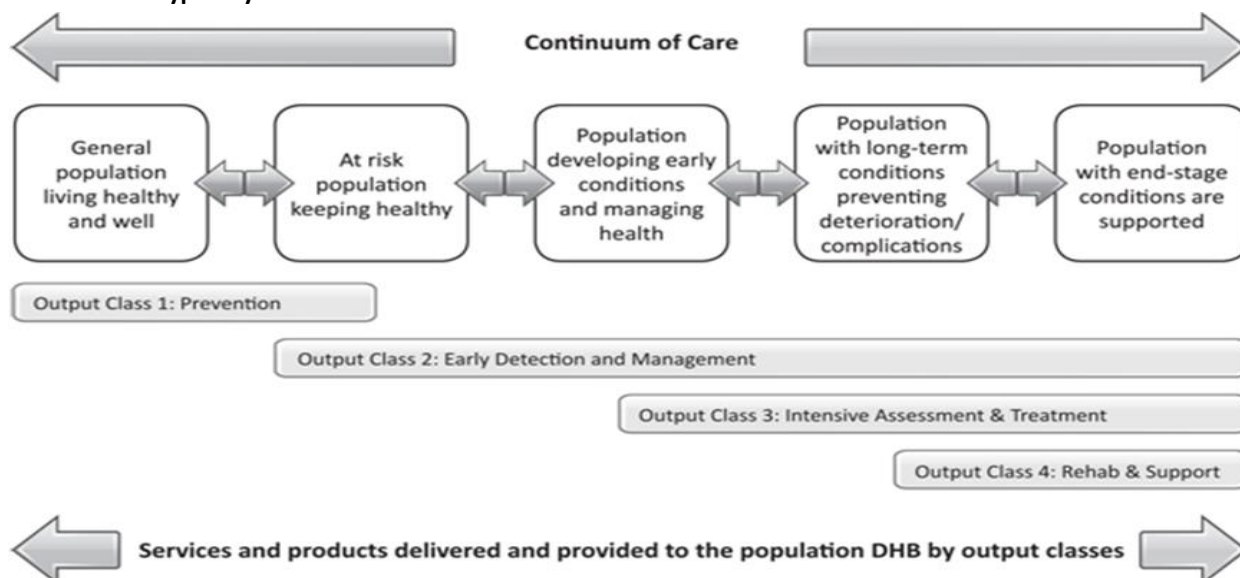 Continuum of Care
General
population
living healthy
and well
At risk
population
keeping healthy
Population
developing early
conditions
and managing
health
Population
with long-term
conditions
preventing
deterioration/
complications
Population
with end-stage
conditions are
supported
Output Class 1: Prevention
Output Class 2: Early Detection and Management
Output Class 3: Intensive Assessment & Treatment
Output Class 4: Rehab & Support
Services and products delivered and provided to the population DHB by output classes